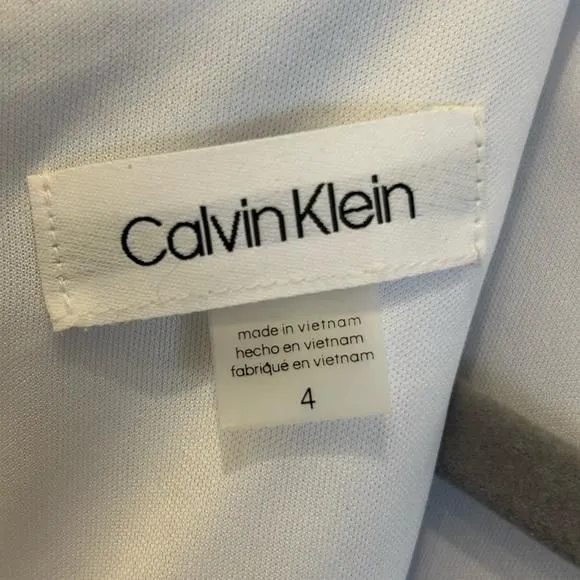 Calvin Klein
made in vietnam
hecho en vietnam
fabriqué en vietnam
4